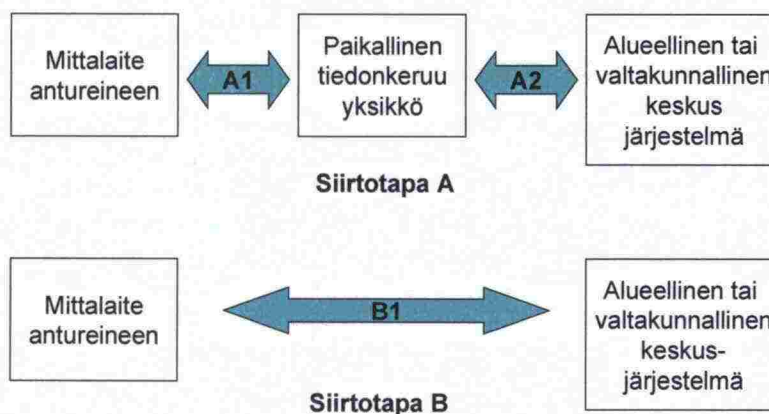 Mittalaite
antureineen
A1
Paikallinen
tiedonkeruu
yksikkö
A2
Alueellinen tai
valtakunnallinen
keskus
järjestelmä
Siirtotapa A
Mittalaite
antureineen
B1
Alueellinen tai
valtakunnallinen
keskus-
järjestelmä
Siirtotapa B